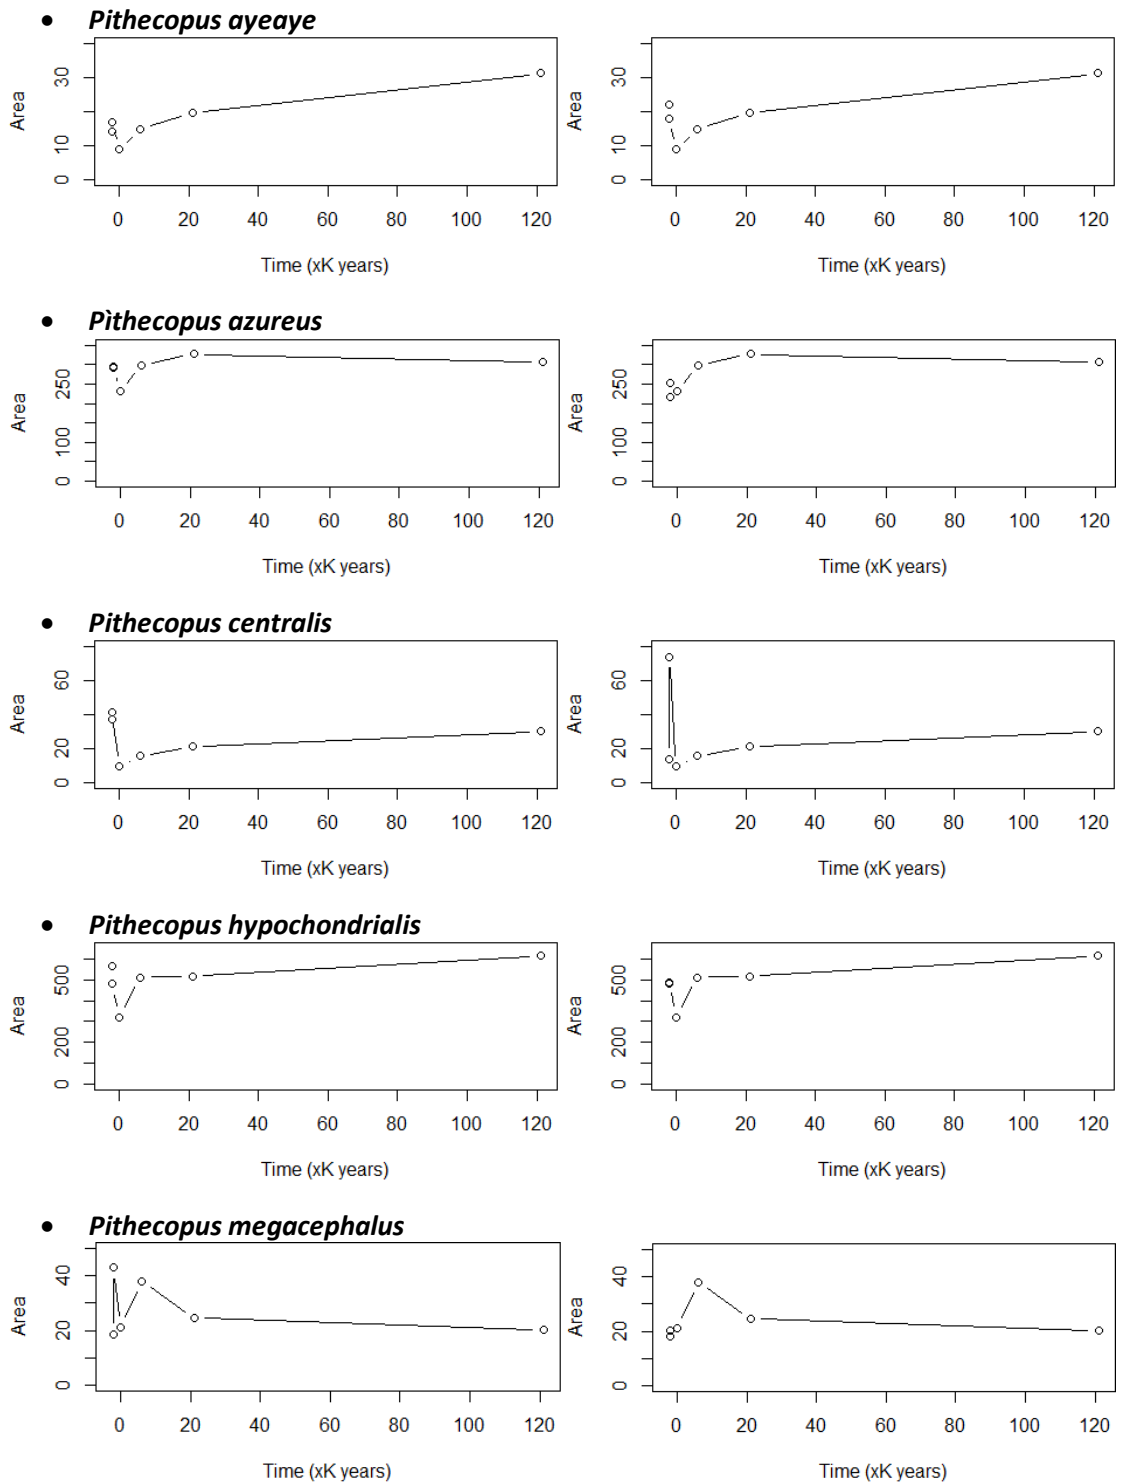 • Pithecopus ayeaye
Area
0 10 30
0 20 40 60 80 100 120
Time (xK years)
Area
0 10 30
0 20 40 60 80 100 120
Time (xK years)
• Pìthecopus azureus
Area
0 100 250
0 20 40 60 80 100 120
Time (xK years)
Area
0 100 250
0 20 40 60 80 100 120
Time (xK years)
• Pithecopus centralis
Area
0 20 60
0 20 40 60 80 100 120
Time (xK years)
Area
0 20 60
0 20 40 60 80 100 120
Time (xK years)
• Pithecopus hypochondrialis
Area
0 200 500
0 20 40 60 80 100 120
Time (xK years)
Area
0 200 500
0 20 40 60 80 100 120
Time (xK years)
• Pithecopus megacephalus
Area
0 20 40
0 20 40 60 80 100 120
Time (xK years)
Area
0 20 40
0 20 40 60 80 100 120
Time (xK years)